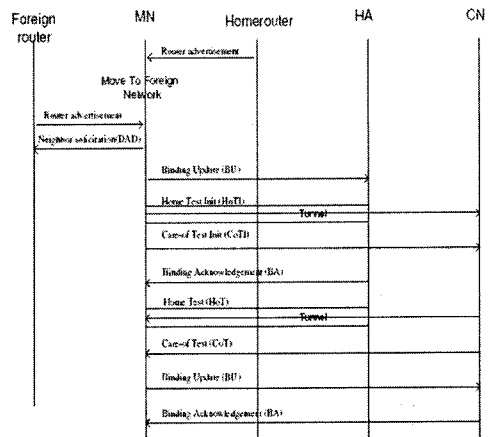 Foreign
router
MN
Homerouter
HA
CN
Router advertisement
Move To Foreign
Network
Router advertisement
Neighbor solicitation(DAD)
Binding Update (BU)
Home Test Init (HoTI)
Tunnel
Care-of Test Init (CoTI)
Binding Acknowledgement (BA)
Home Test (HoT)
Tunnel
Care-of Test (CoT)
Binding Update (BU)
Binding Acknowledgement (BA)